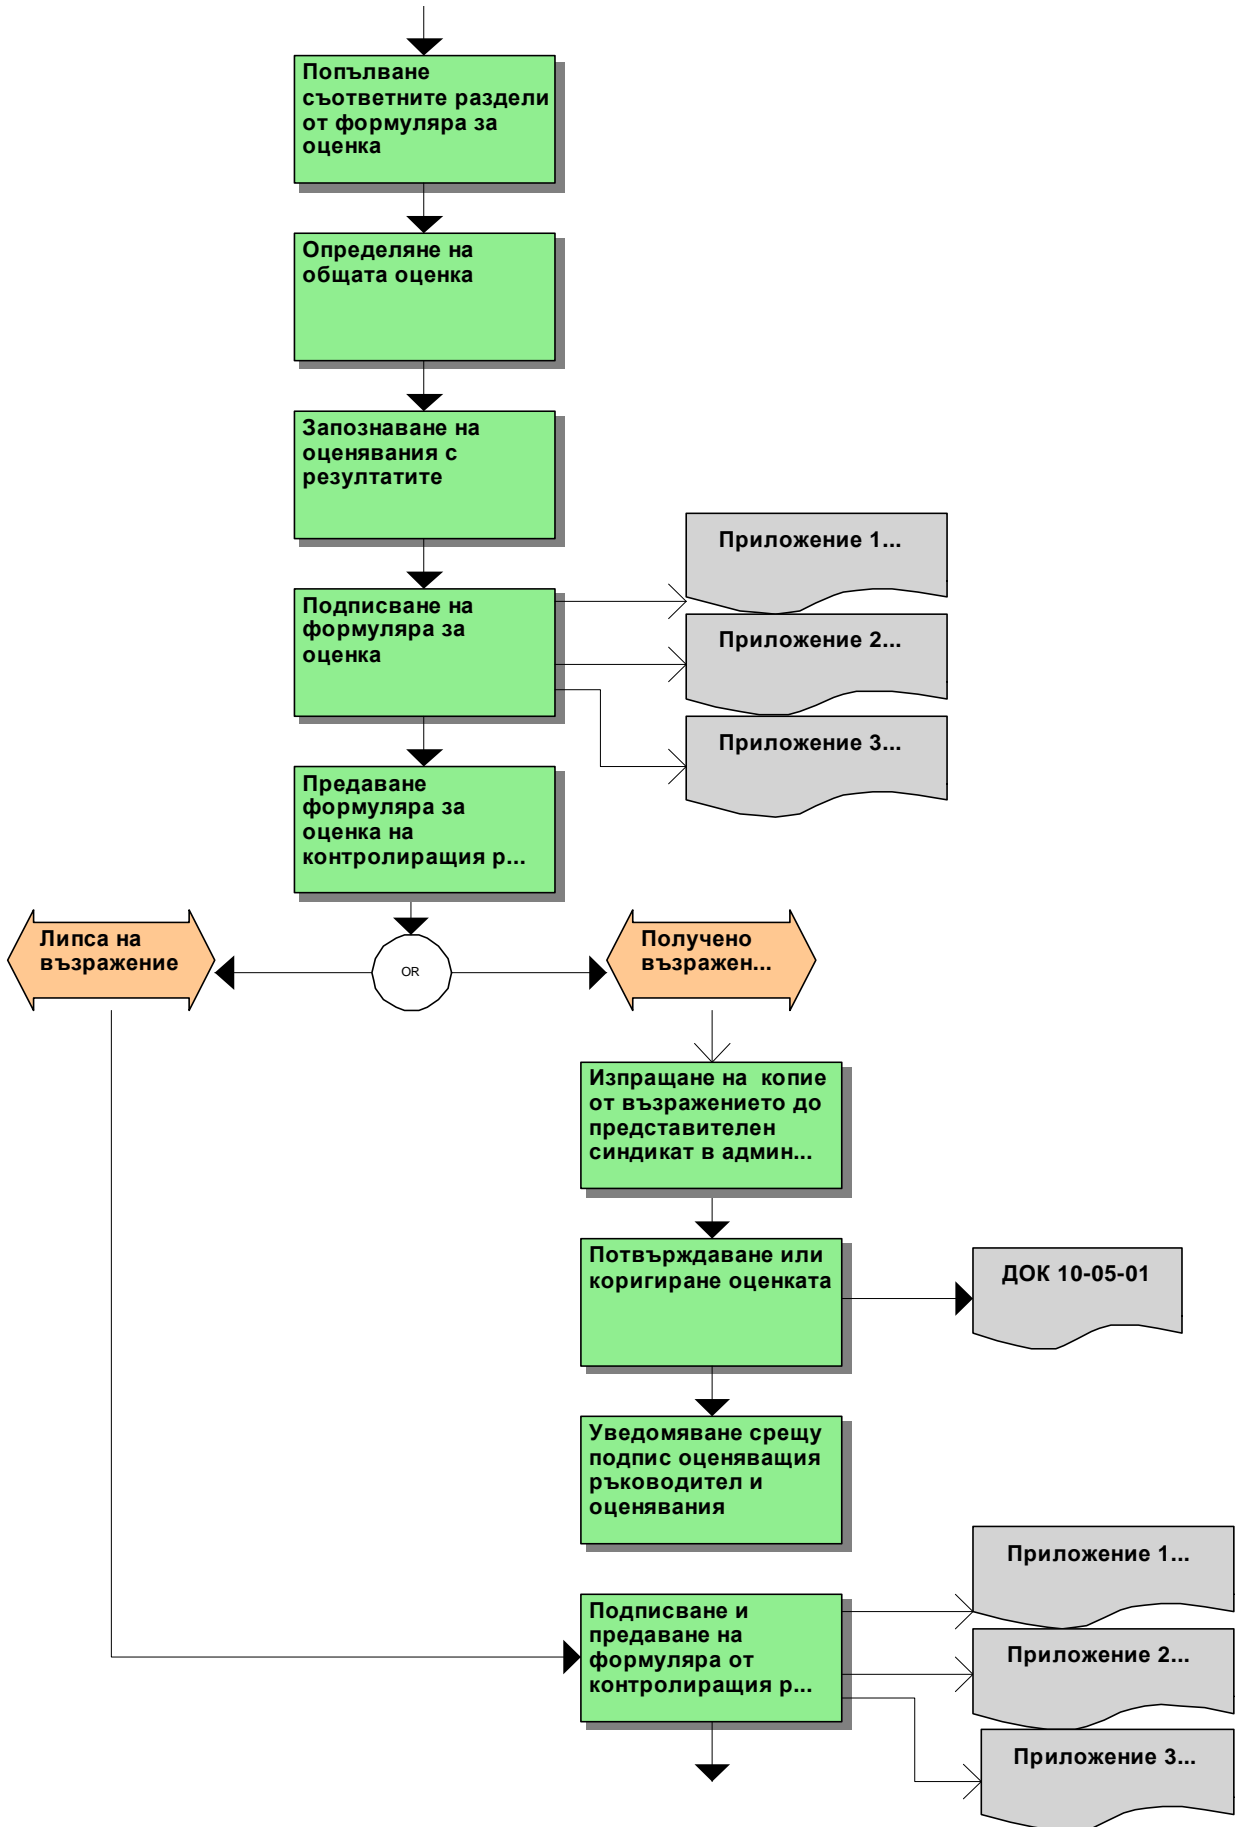 Попълване
съответните раздели
от формуляра за
оценка
Определяне на
общата оценка
Запознаване на
оценявания с
резултатите
Приложение 1...
Подписване на
формуляра за
оценка
Приложение 2...
Приложение 3...
Предаване
формуляра за
оценка на
контролиращия р...
Липса на
възражение
OR
Получено
възражен...
Изпращане на  копие
от възражението до
представителен
синдикат в админ...
Потвърждаване или
коригиране оценката
ДОК 10-05-01
Уведомяване срещу
подпис оценяващия
ръководител и
оценявания
Приложение 1...
Подписване и
предаване на
формуляра от
контролиращия р...
Приложение 2...
Приложение 3...